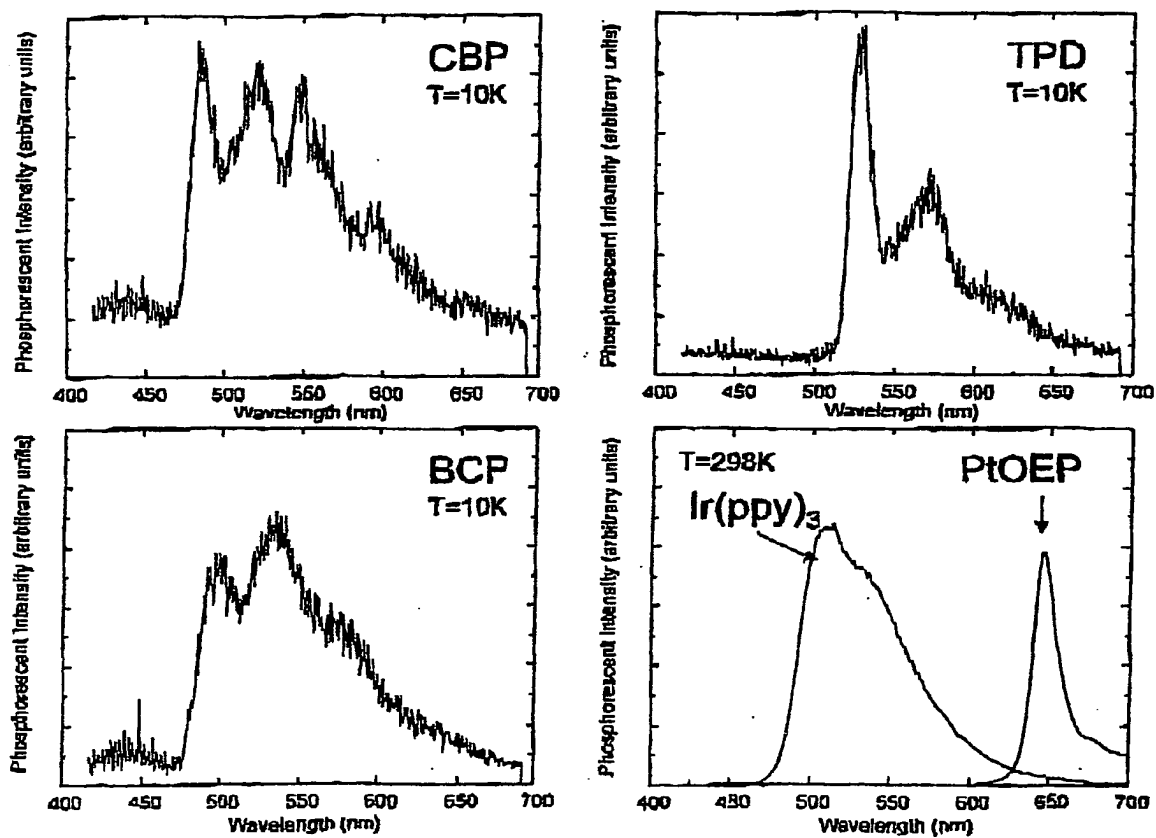 Phosphorescent Intensity (arbitrary units)
CBP
T=10K
400 450 500 550 600 650 700
Wavelength (nm)
Phosphorescent Intensity (arbitrary units)
TPD
T=10K
400 450 500 550 600 650 700
Wavelength (nm)
Phosphorescent Intensity (arbitrary units)
BCP
T=10K
400 450 500 550 600 650 700
Wavelength (nm)
Phosphorescent Intensity (arbitrary units)
T=298K
PtOEP
Ir(ppy)₃
400 450 500 550 600 650 700
Wavelength (nm)